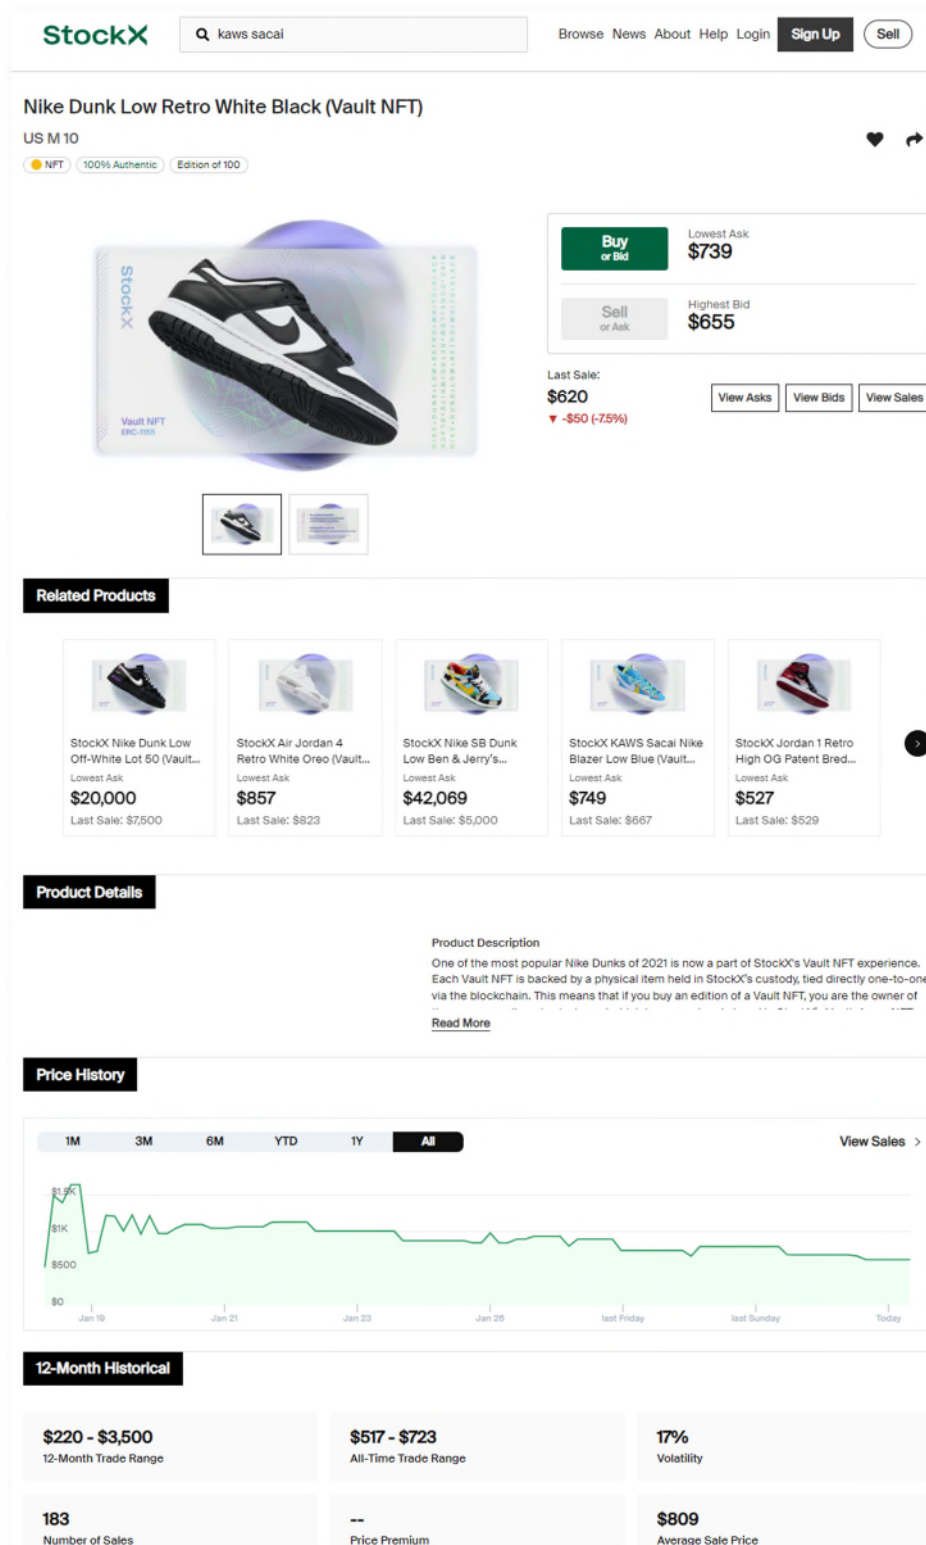 StockX
kaws sacai
Browse News About Help Login Sign Up Sell
Nike Dunk Low Retro White Black (Vault NFT)
US M 10
NFT 100% Authentic Edition of 100
StockX
Vault NFT
ERC-1155
Buy
or Bid
Lowest Ask
$739
Sell
or Ask
Highest Bid
$655
Last Sale:
$620
▼ -$50 (-7.5%)
View Asks View Bids View Sales
Related Products
StockX Nike Dunk Low
Off-White Lot 50 (Vault...
Lowest Ask
$20,000
Last Sale: $7,500
StockX Air Jordan 4
Retro White Oreo (Vault...
Lowest Ask
$857
Last Sale: $823
StockX Nike SB Dunk
Low Ben & Jerry's...
Lowest Ask
$42,069
Last Sale: $5,000
StockX KAWS Sacai Nike
Blazer Low Blue (Vault...
Lowest Ask
$749
Last Sale: $667
StockX Jordan 1 Retro
High OG Patent Bred...
Lowest Ask
$527
Last Sale: $529
Product Details
Product Description
One of the most popular Nike Dunks of 2021 is now a part of StockX's Vault NFT experience.
Each Vault NFT is backed by a physical item held in StockX's custody, tied directly one-to-one
via the blockchain. This means that if you buy an edition of a Vault NFT, you are the owner of
Read More
Price History
1M 3M 6M YTD 1Y All
View Sales >
$1.5K
$1K
$500
$0
Jan 19 Jan 21 Jan 23 Jan 26 last Friday last Sunday Today
12-Month Historical
$220 - $3,500
12-Month Trade Range
$517 - $723
All-Time Trade Range
17%
Volatility
183
Number of Sales
--
Price Premium
$809
Average Sale Price